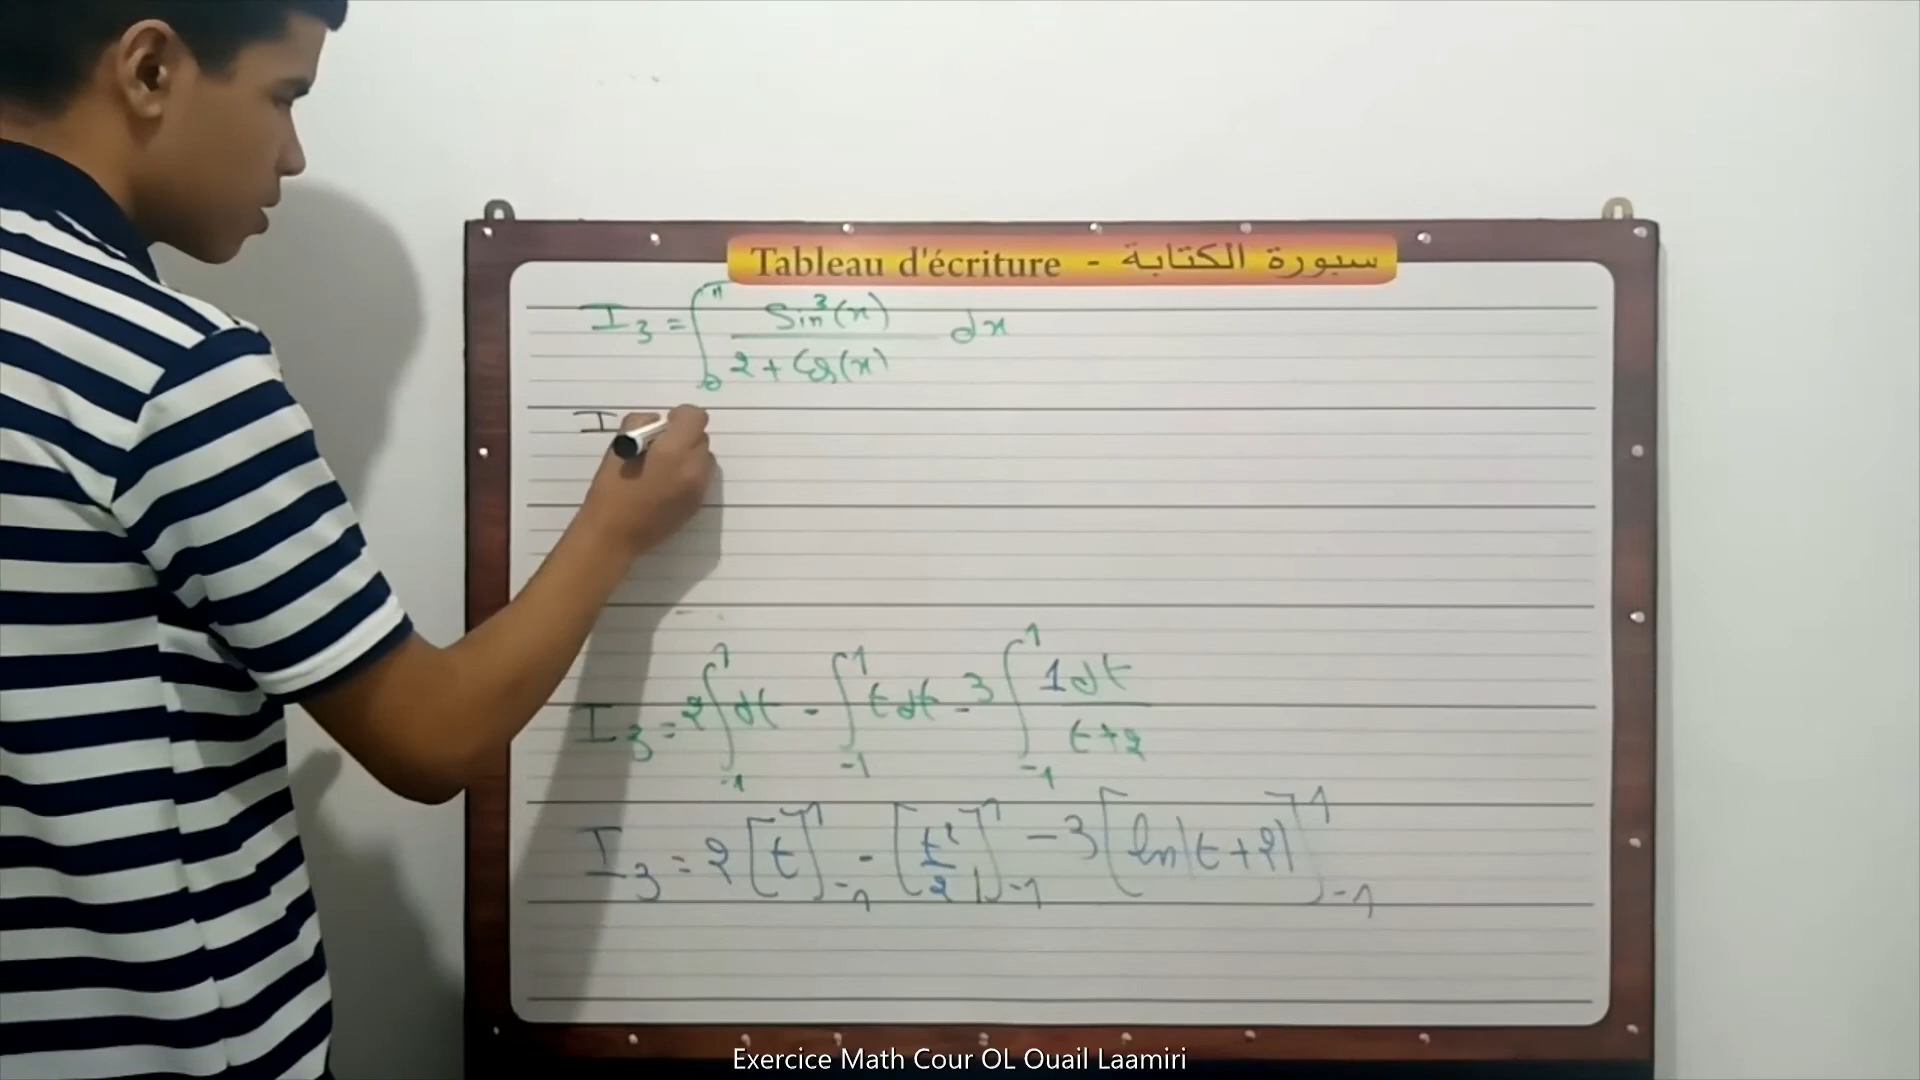 Tableau d'écriture - سبورة الكتابة
I₃ = ∫₀^π sin³(x) / (2 + cos(x)) dx
I
I₃ = 2∫₋₁¹ dt - ∫₋₁¹ t dt - 3∫₋₁¹ 1dt / (t+2)
I₃ = 2[t]₋₁¹ - [t²/2]₋₁¹ - 3[ln|t+2|]₋₁¹
Exercice Math Cour OL Ouail Laamiri